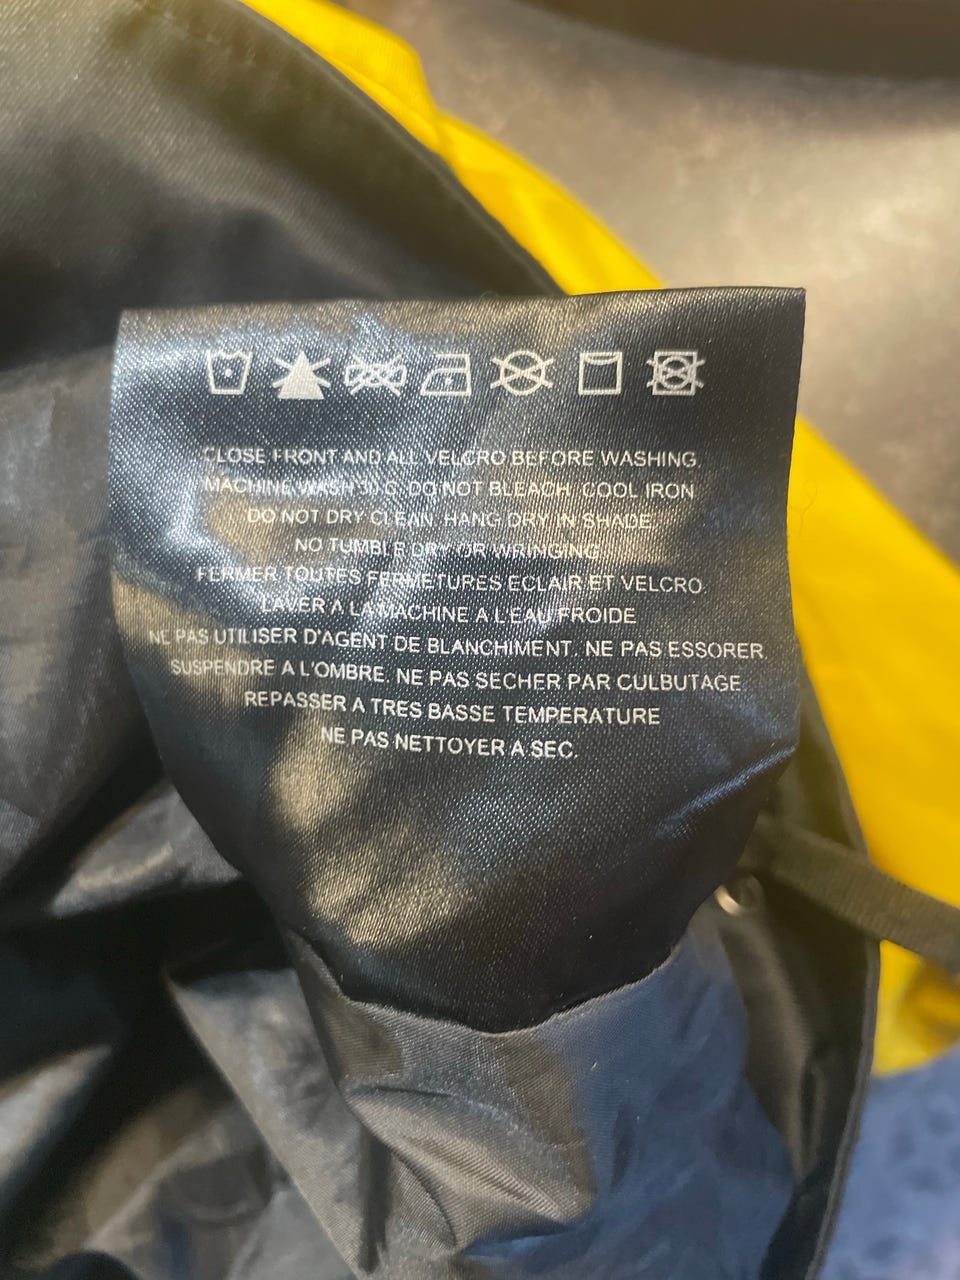 CLOSE FRONT AND ALL VELCRO BEFORE WASHING.
MACHINE WASH 30 C. DO NOT BLEACH. COOL IRON
DO NOT DRY CLEAN. HANG DRY IN SHADE.
NO TUMBLE DRY OR WRINGING
FERMER TOUTES FERMETURES ECLAIR ET VELCRO
LAVER A LA MACHINE A L'EAU FROIDE
NE PAS UTILISER D'AGENT DE BLANCHIMENT. NE PAS ESSORER.
SUSPENDRE A L'OMBRE. NE PAS SECHER PAR CULBUTAGE
REPASSER A TRES BASSE TEMPERATURE
NE PAS NETTOYER A SEC.